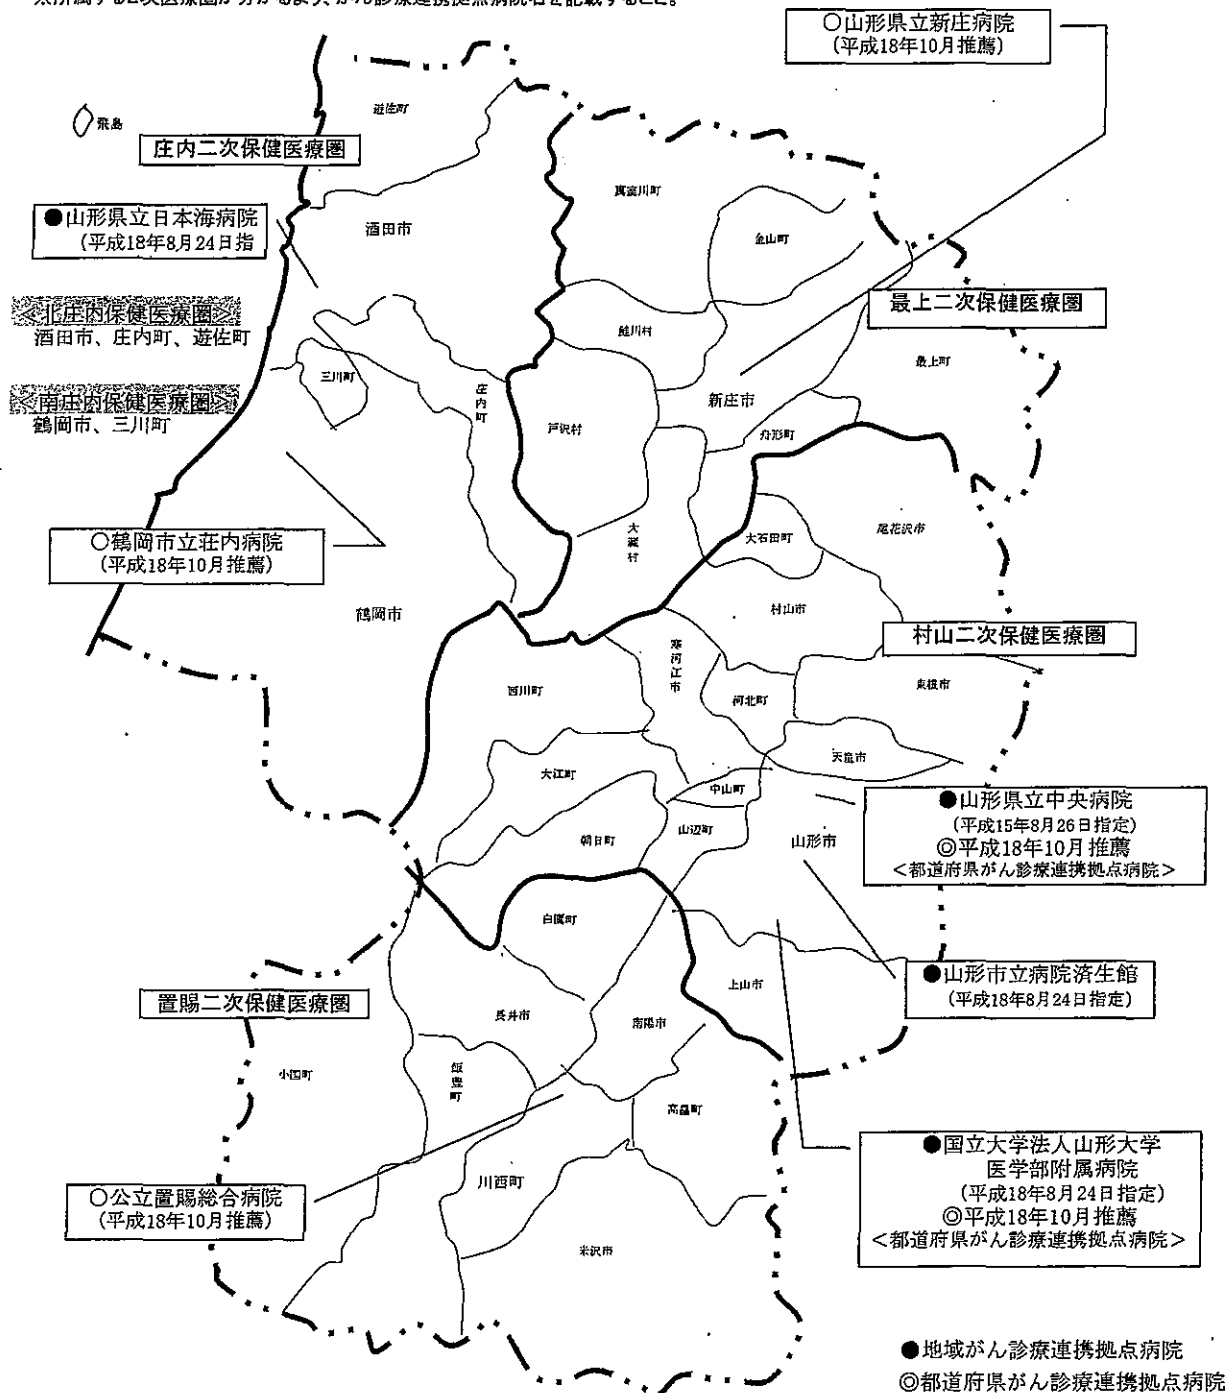 ○山形県立新庄病院
(平成18年10月推薦)
飛島
遊佐町
庄内二次保健医療圏
真室川町
●山形県立日本海病院
(平成18年8月24日指
酒田市
金山町
<北庄内保健医療圏>
酒田市、庄内町、遊佐町
鮭川村
最上二次保健医療圏
最上町
三川町
庄内町
<南庄内保健医療圏>
鶴岡市、三川町
新庄市
戸沢村
舟形町
○鶴岡市立荘内病院
(平成18年10月推薦)
大蔵村
大石田町
尾花沢市
鶴岡市
村山市
村山二次保健医療圏
寒河江市
西川町
河北町
東根市
大江町
天童市
中山町
●山形県立中央病院
(平成15年8月26日指定)
◎平成18年10月推薦
<都道府県がん診療連携拠点病院>
朝日町
山辺町
山形市
白鷹町
●山形市立病院済生館
(平成18年8月24日指定)
上山市
置賜二次保健医療圏
長井市
南陽市
小国町
飯豊町
高畠町
●国立大学法人山形大学
医学部附属病院
(平成18年8月24日指定)
◎平成18年10月推薦
<都道府県がん診療連携拠点病院>
○公立置賜総合病院
(平成18年10月推薦)
川西町
米沢市
●地域がん診療連携拠点病院
◎都道府県がん診療連携拠点病院